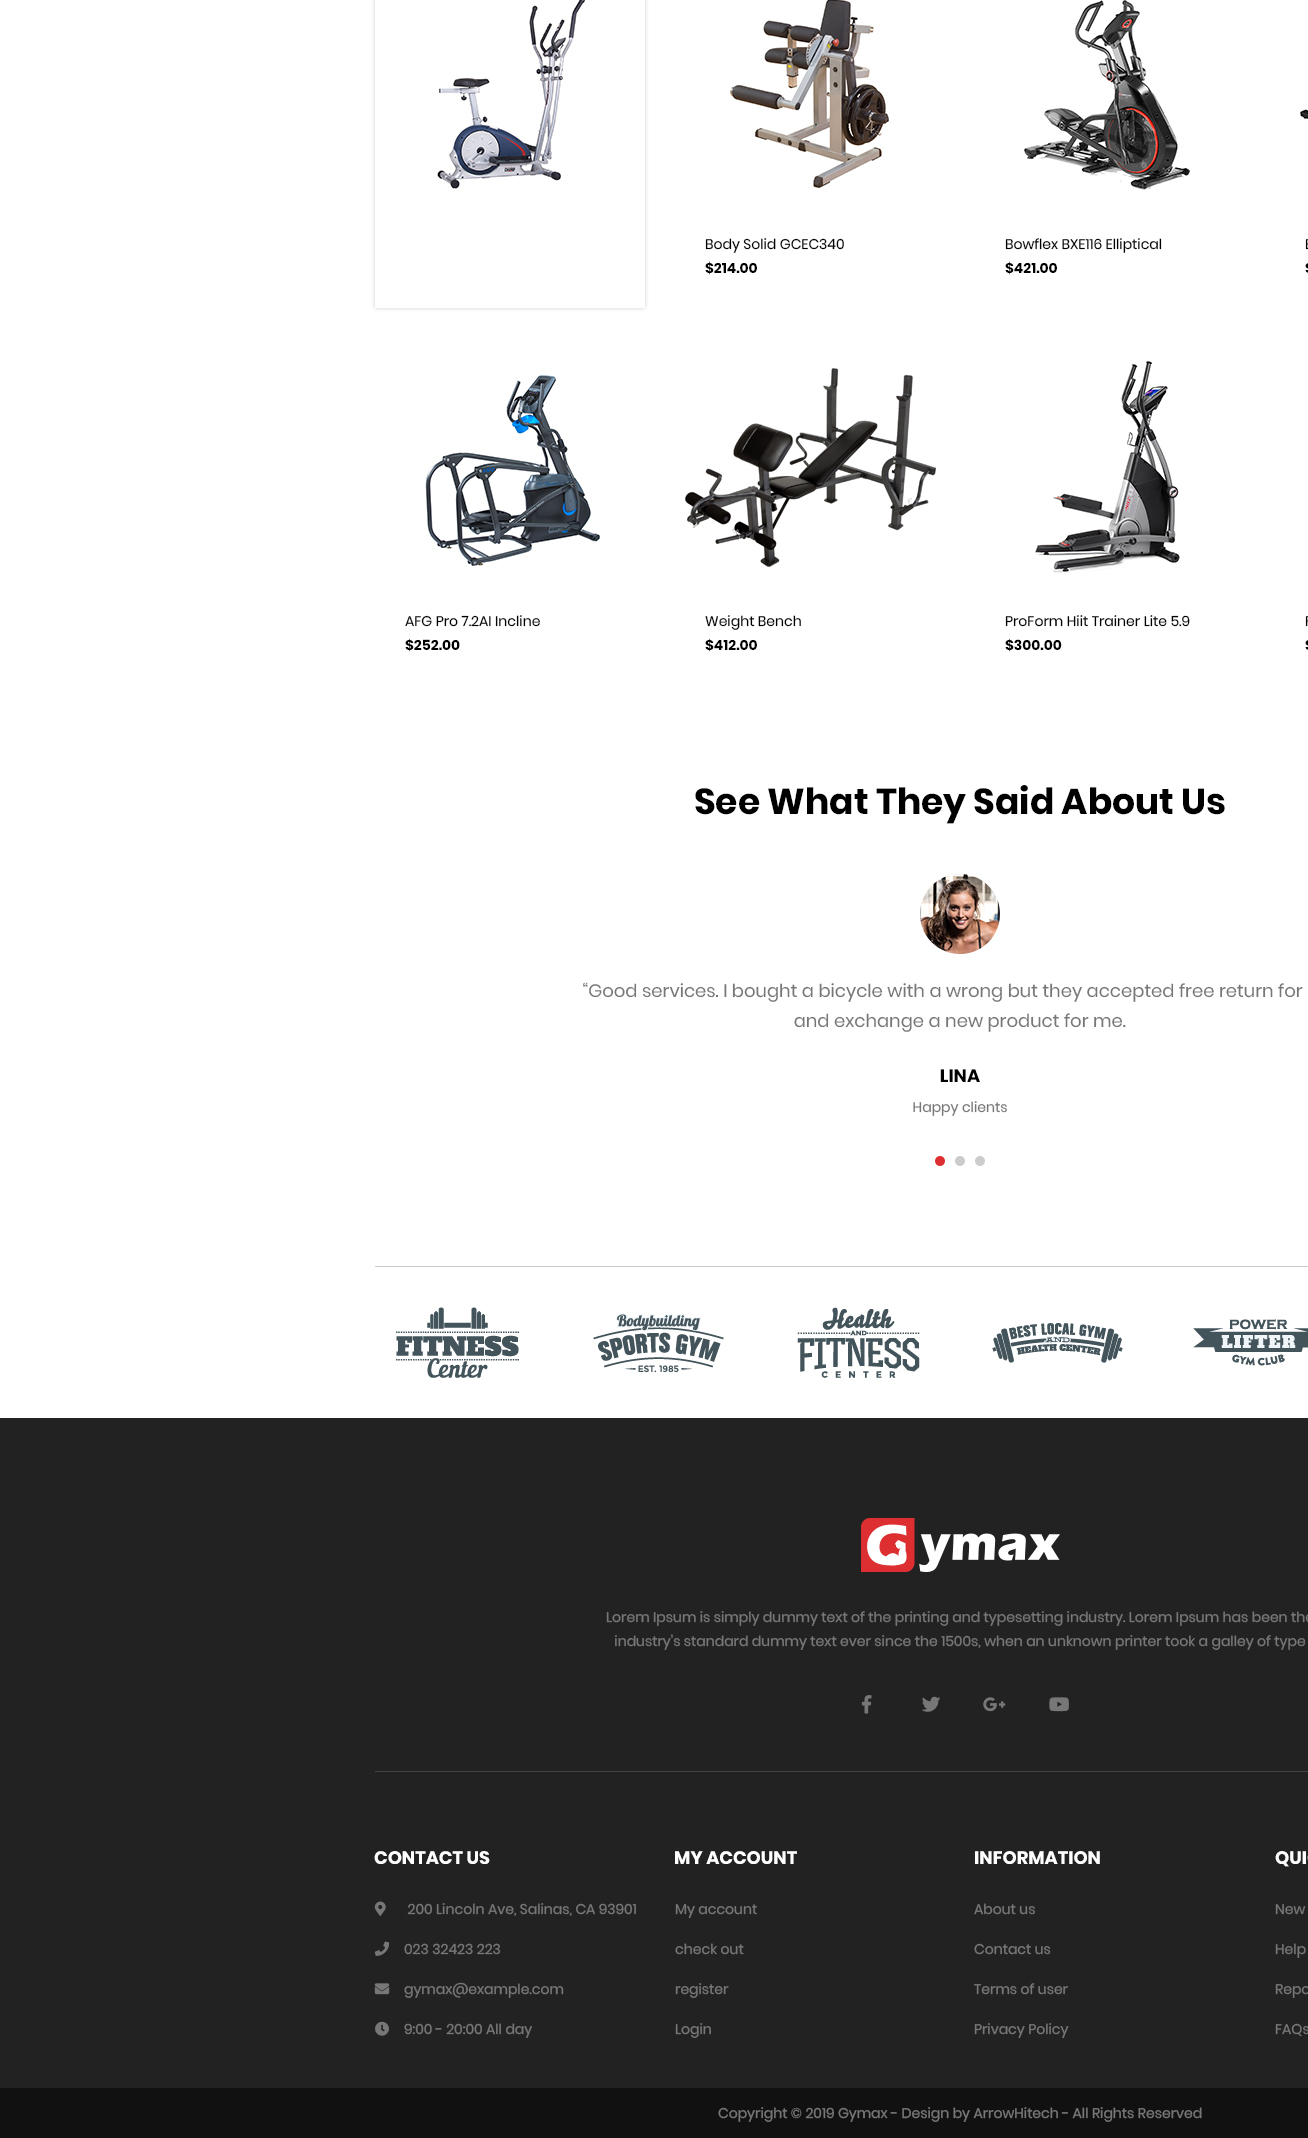 Body Solid GCEC340
$214.00
Bowflex BXE116 Elliptical
$421.00
AFG Pro 7.2AI Incline
$252.00
Weight Bench
$412.00
ProForm Hiit Trainer Lite 5.9
$300.00
See What They Said About Us
“Good services. I bought a bicycle with a wrong but they accepted free return for
and exchange a new product for me.
LINA
Happy clients
FITNESS
Center
Bodybuilding
SPORTS GYM
EST. 1985
Health
AND
FITNESS
CENTER
BEST LOCAL GYM
AND
HEALTH CENTER
POWER
LIFTER
GYM CLUB
Gymax
Lorem Ipsum is simply dummy text of the printing and typesetting industry. Lorem Ipsum has been the
industry's standard dummy text ever since the 1500s, when an unknown printer took a galley of type
CONTACT US
200 Lincoln Ave, Salinas, CA 93901
023 32423 223
gymax@example.com
9:00 - 20:00 All day
MY ACCOUNT
My account
check out
register
Login
INFORMATION
About us
Contact us
Terms of user
Privacy Policy
New
Help
FAQs
Copyright © 2019 Gymax - Design by ArrowHitech - All Rights Reserved